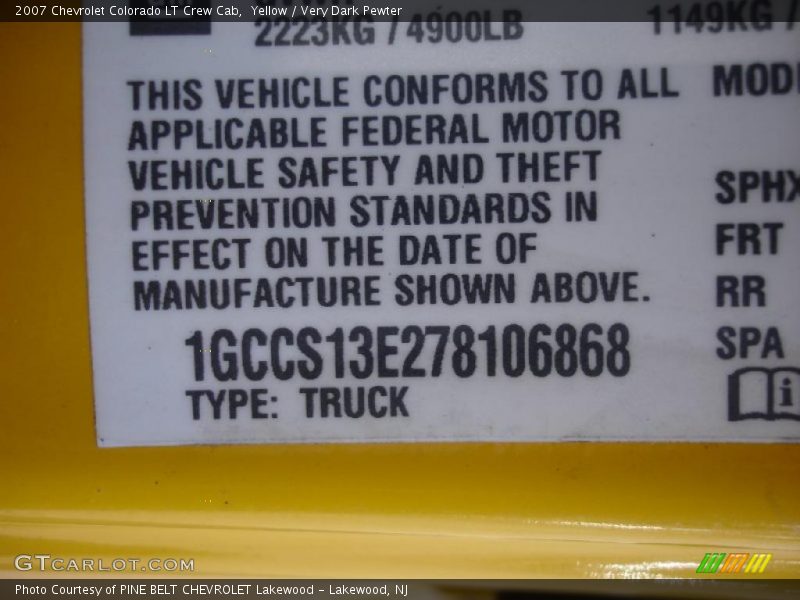 2007 Chevrolet Colorado LT Crew Cab,  Yellow / Very Dark Pewter
2223KG / 4900LB 1149KG /
THIS VEHICLE CONFORMS TO ALL
APPLICABLE FEDERAL MOTOR
VEHICLE SAFETY AND THEFT
PREVENTION STANDARDS IN
EFFECT ON THE DATE OF
MANUFACTURE SHOWN ABOVE.
1GCCS13E278106868
TYPE: TRUCK
MODE
SPHX
FRT
RR
SPA
i
GTCARLOT.COM
Photo Courtesy of PINE BELT CHEVROLET Lakewood - Lakewood, NJ